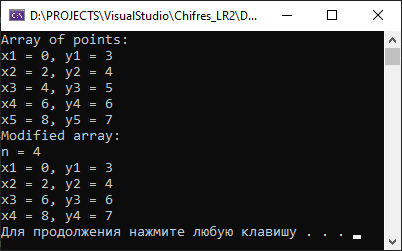 D:\PROJECTS\VisualStudio\Chifres_LR2\D...
Array of points:
x1 = 0, y1 = 3
x2 = 2, y2 = 4
x3 = 4, y3 = 5
x4 = 6, y4 = 6
x5 = 8, y5 = 7
Modified array:
n = 4
x1 = 0, y1 = 3
x2 = 2, y2 = 4
x3 = 6, y3 = 6
x4 = 8, y4 = 7
Для продолжения нажмите любую клавишу . . .